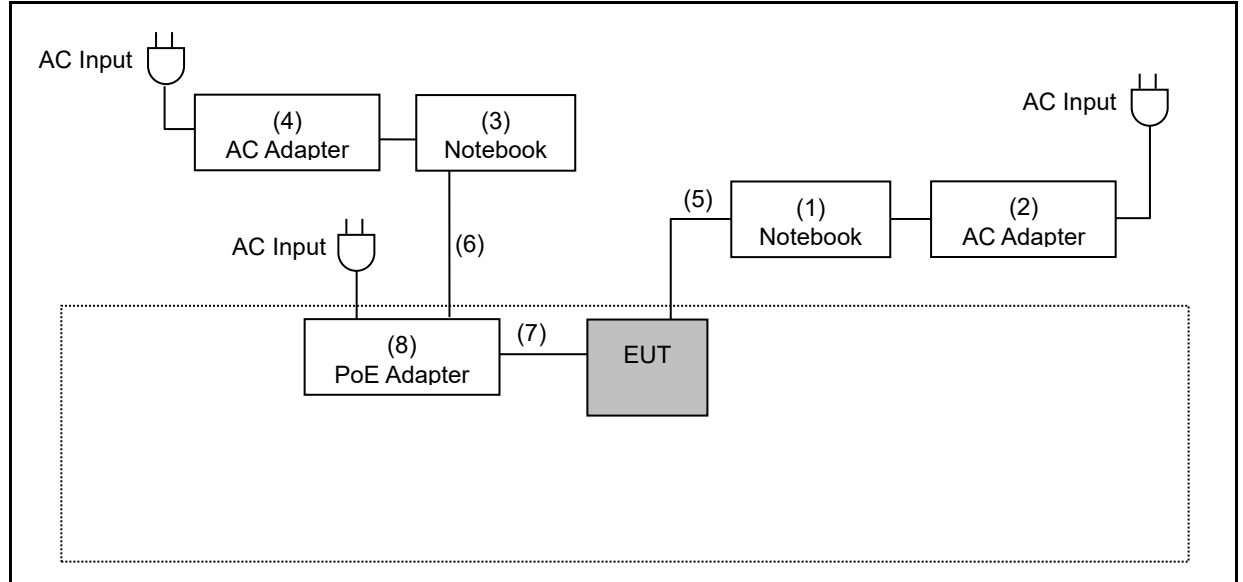 AC Input
AC Input
(4)
AC Adapter
(3)
Notebook
(5)
(1)
Notebook
(2)
AC Adapter
AC Input
(6)
(8)
PoE Adapter
(7)
EUT